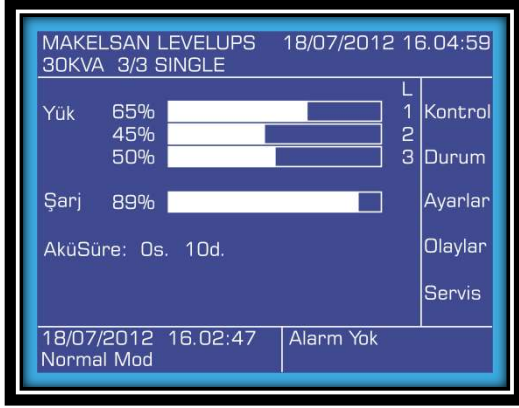 MAKELSAN LEVELUPS 18/07/2012 16.04:59
30KVA 3/3 SINGLE
L
Yük 65% 1
45% 2
50% 3
Şarj 89%
AküSüre: 0s. 10d.
Kontrol
Durum
Ayarlar
Olaylar
Servis
18/07/2012 16.02:47
Normal Mod
Alarm Yok